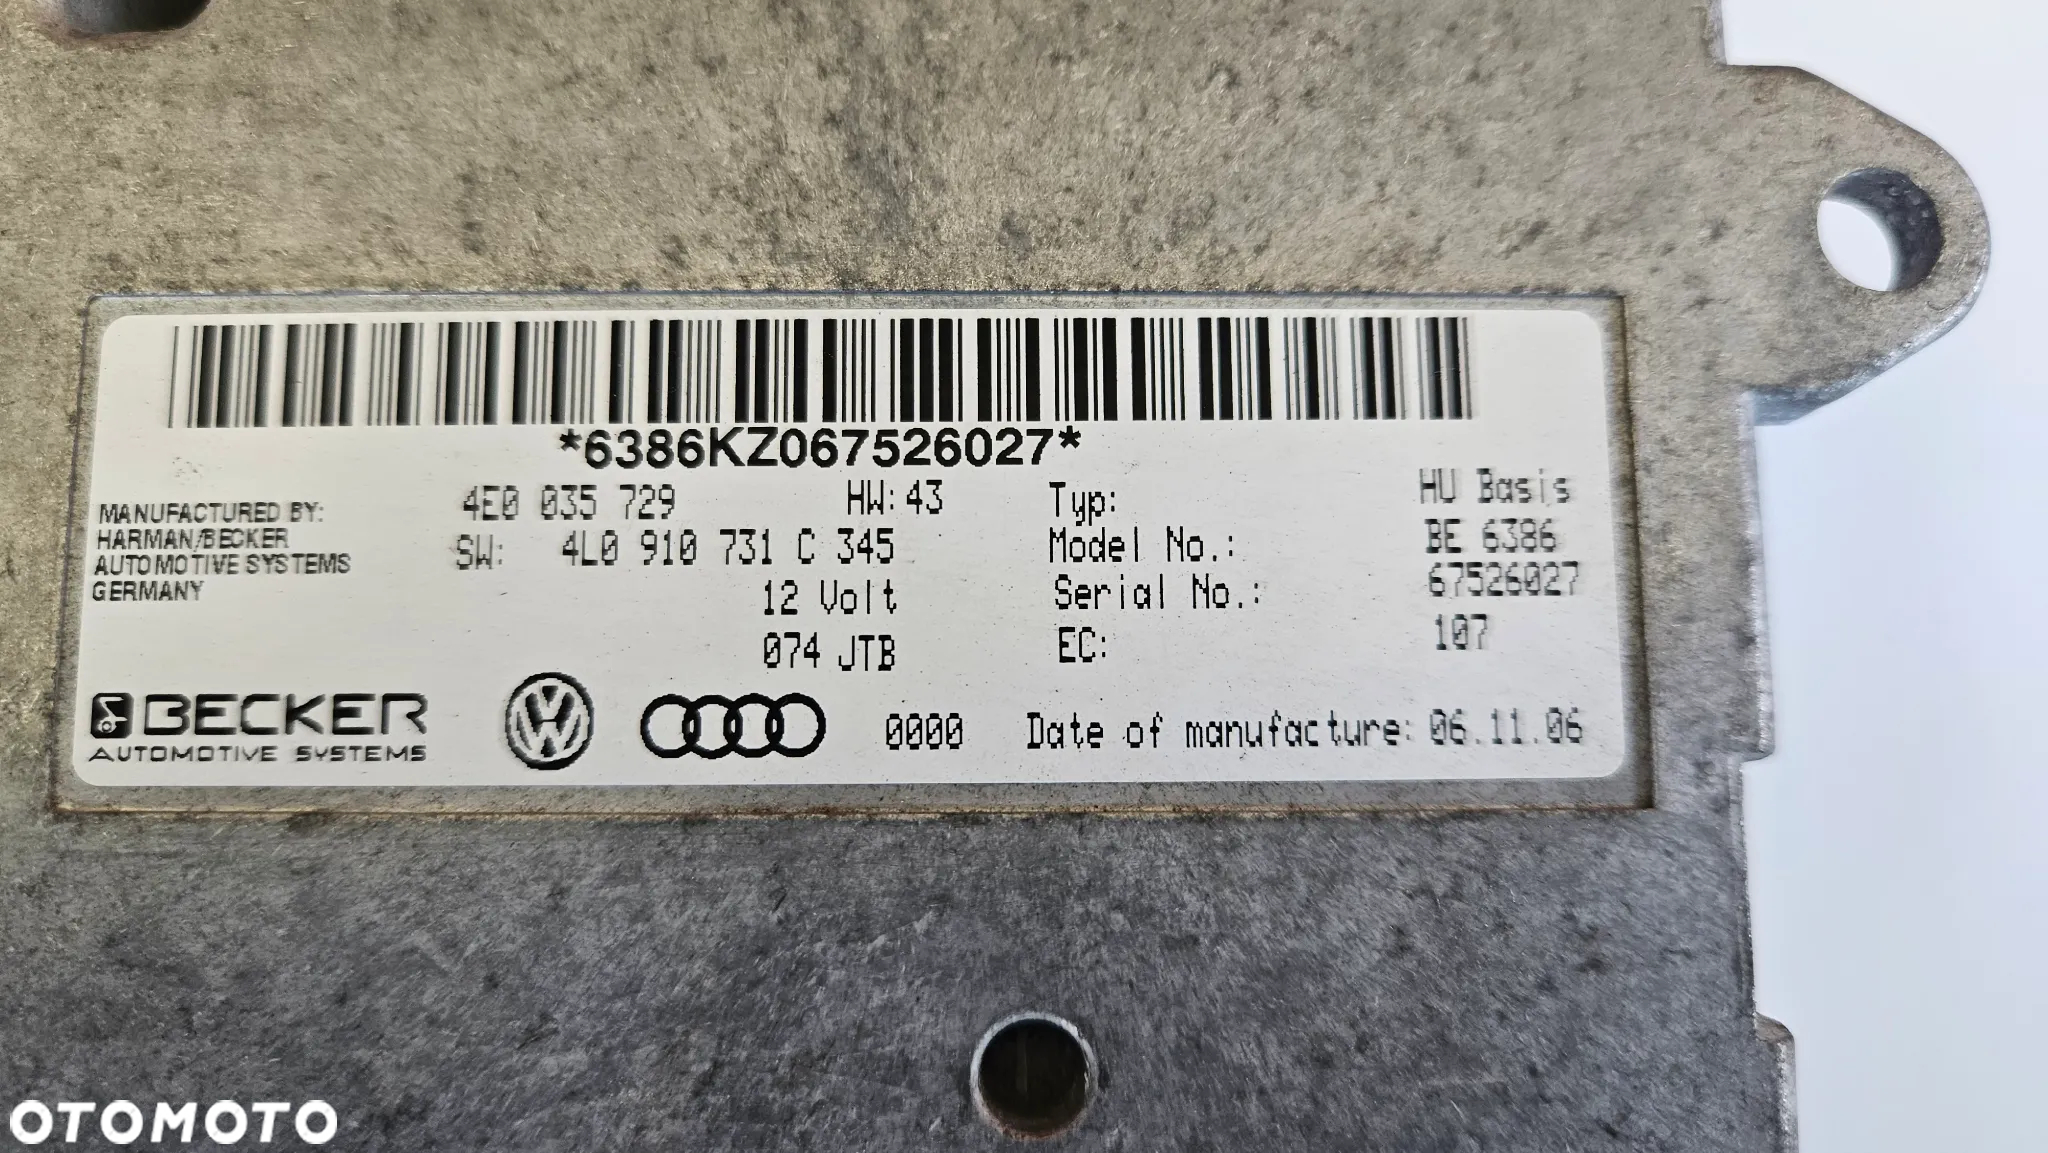 *6386KZ067526027*
MANUFACTURED BY:
HARMAN/BECKER
AUTOMOTIVE SYSTEMS
GERMANY
4E0 035 729 HW: 43
SW: 4L0 910 731 C 345
12 Volt
074 JTB
Typ: HU Basis
Model No.: BE 6386
Serial No.: 67526027
EC: 107
BECKER
AUTOMOTIVE SYSTEMS
0000 Date of manufacture: 06.11.06
OTOMOTO